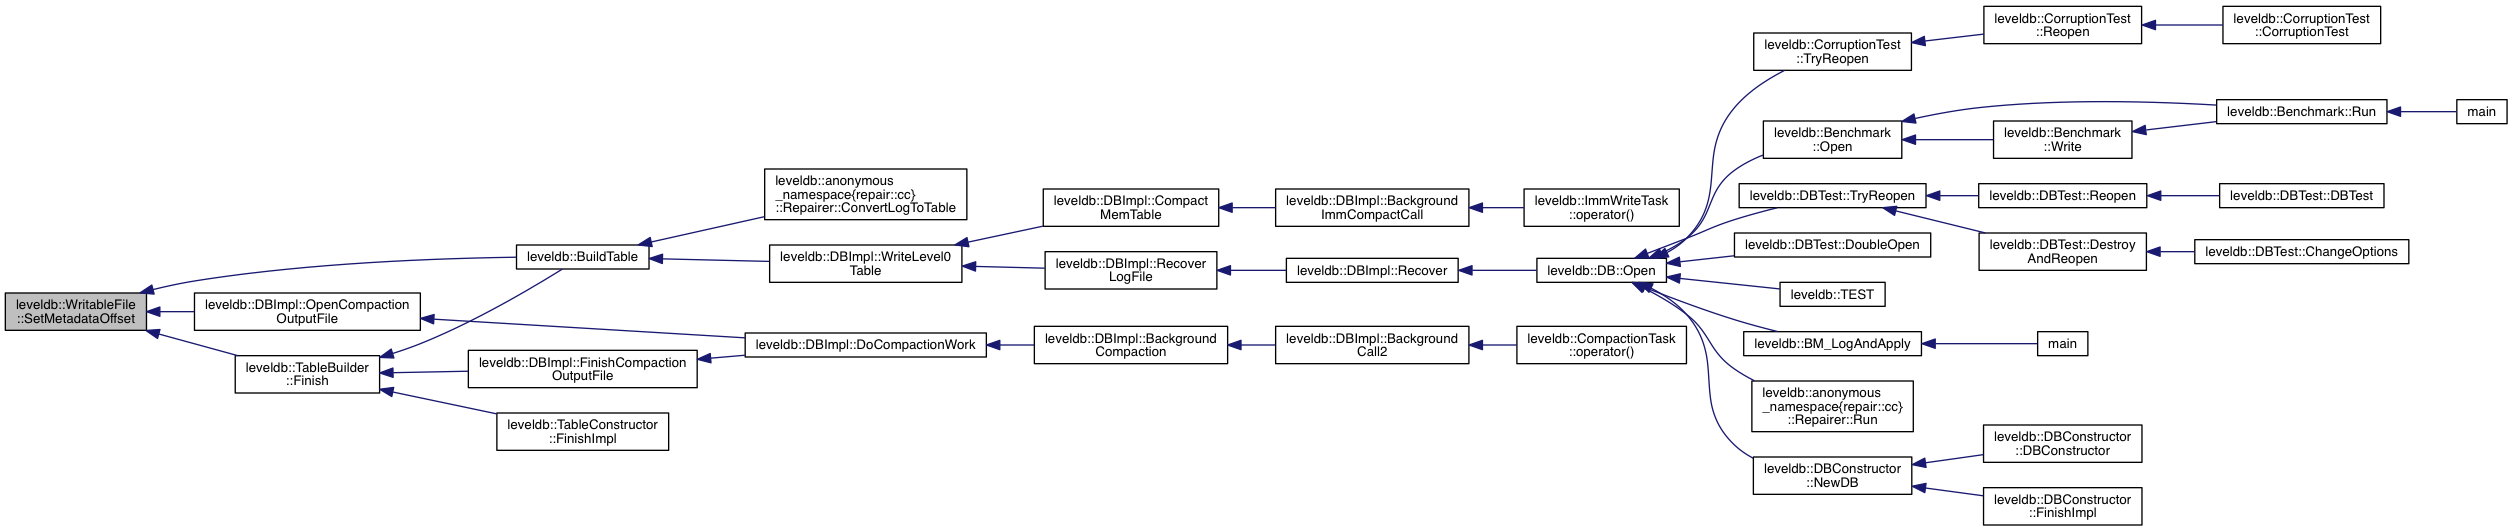 leveldb::WritableFile
::SetMetadataOffset
leveldb::BuildTable
leveldb::DBImpl::OpenCompaction
OutputFile
leveldb::TableBuilder
::Finish
leveldb::DBImpl::FinishCompaction
OutputFile
leveldb::TableConstructor
::FinishImpl
leveldb::anonymous
_namespace{repair::cc}
::Repairer::ConvertLogToTable
leveldb::DBImpl::WriteLevel0
Table
leveldb::DBImpl::DoCompactionWork
leveldb::DBImpl::Compact
MemTable
leveldb::DBImpl::Recover
LogFile
leveldb::DBImpl::Background
Compaction
leveldb::DBImpl::Background
ImmCompactCall
leveldb::DBImpl::Recover
leveldb::DBImpl::Background
Call2
leveldb::ImmWriteTask
::operator()
leveldb::DB::Open
leveldb::CompactionTask
::operator()
leveldb::CorruptionTest
::TryReopen
leveldb::Benchmark
::Open
leveldb::DBTest::TryReopen
leveldb::DBTest::DoubleOpen
leveldb::TEST
leveldb::BM_LogAndApply
leveldb::anonymous
_namespace{repair::cc}
::Repairer::Run
leveldb::DBConstructor
::NewDB
leveldb::CorruptionTest
::Reopen
leveldb::Benchmark
::Write
leveldb::DBTest::Reopen
leveldb::DBTest::Destroy
AndReopen
main
leveldb::DBConstructor
::DBConstructor
leveldb::DBConstructor
::FinishImpl
leveldb::CorruptionTest
::CorruptionTest
leveldb::Benchmark::Run
leveldb::DBTest::DBTest
leveldb::DBTest::ChangeOptions
main